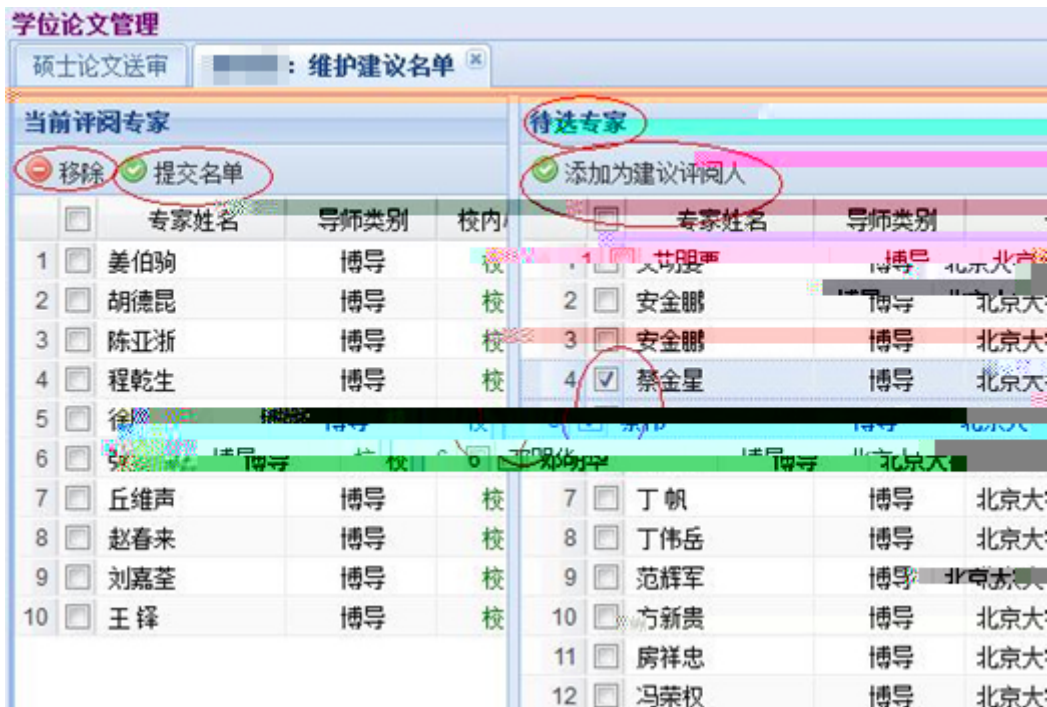 学位论文管理
硕士论文送审
：维护建议名单
当前评阅专家
移除 提交名单
专家姓名 导师类别 校内
1 姜伯驹 博导 校
2 胡德昆 博导 校
3 陈亚浙 博导 校
4 程乾生 博导 校
5 徐
6
7 丘维声 博导 校
8 赵春来 博导 校
9 刘嘉荃 博导 校
10 王铎 博导 校
待选专家
添加为建议评阅人
专家姓名 导师类别
1 博导
2 安金鹏 博导 北京大
3 安金鹏 博导 北京大
4 蔡金星 博导 北京大
6 博导 北京大
7 丁帆 博导 北京大
8 丁伟岳 博导 北京大
9 范辉军 博导
10 方新贵 博导 北京大
11 房祥忠 博导 北京大
12 冯荣权 博导 北京大